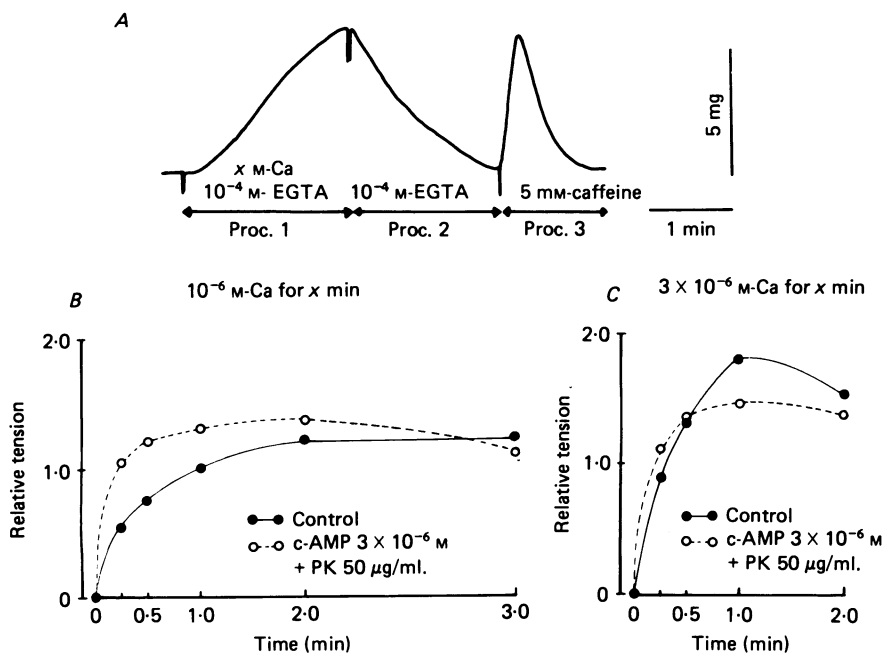 A
5 mg
x M-Ca
10⁻⁴ M- EGTA 10⁻⁴ M-EGTA 5 mM-caffeine
Proc. 1 Proc. 2 Proc. 3 1 min
B 10⁻⁶ M-Ca for x min
2·0
1·0
0
Relative tension
Control
c-AMP 3 × 10⁻⁶ M
+ PK 50 μg/ml.
0 0·5 1·0 2·0 3·0
Time (min)
C 3 × 10⁻⁶ M-Ca for x min
2·0
1·0
0
Relative tension
Control
c-AMP 3 × 10⁻⁶ M
+ PK 50 μg/ml.
0 0·5 1·0 2·0
Time (min)